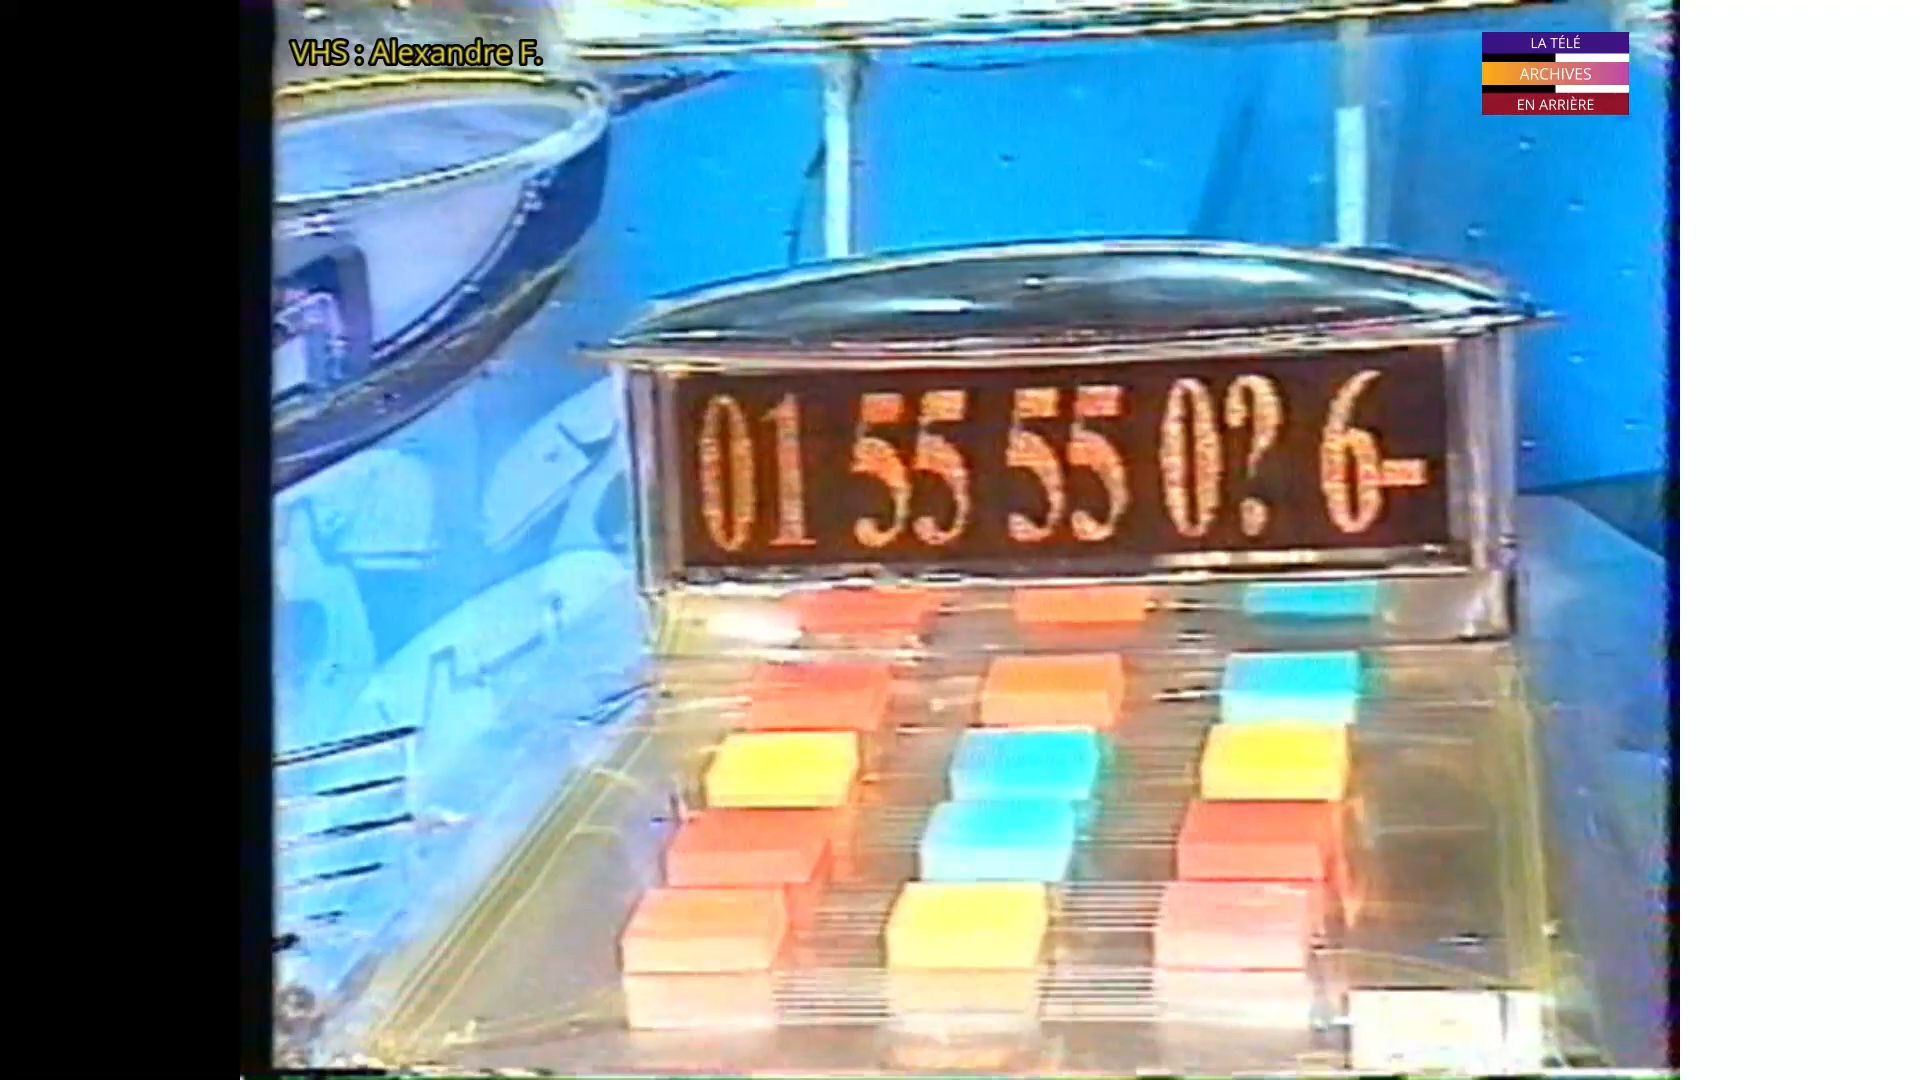 VHS : Alexandre F.
LA TÉLÉ
ARCHIVES
EN ARRIÈRE
01 55 55 0? 6-